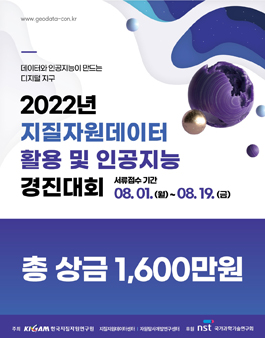 www.geodata-con.kr
데이터와 인공지능이 만드는
디지털 지구
2022년
지질자원데이터
활용 및 인공지능
경진대회
서류접수 기간
08. 01.(월) ~ 08. 19.(금)
총 상금 1,600만원
주최 KIGAM 한국지질자원연구원 지질자원데이터센터 | 자원탐사개발연구센터 후원 nst 국가과학기술연구회